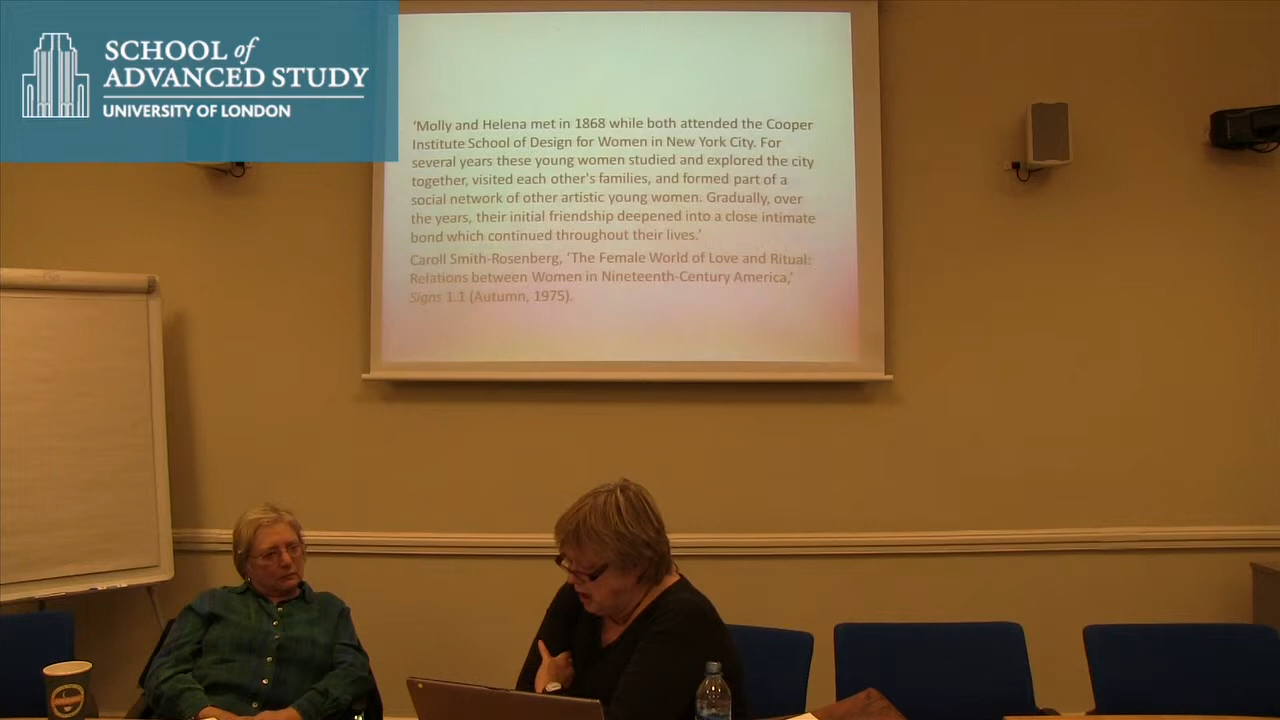 SCHOOL of
ADVANCED STUDY
UNIVERSITY OF LONDON
‘Molly and Helena met in 1868 while both attended the Cooper
Institute School of Design for Women in New York City. For
several years these young women studied and explored the city
together, visited each other's families, and formed part of a
social network of other artistic young women. Gradually, over
the years, their initial friendship deepened into a close intimate
bond which continued throughout their lives.’
Caroll Smith-Rosenberg, ‘The Female World of Love and Ritual:
Relations between Women in Nineteenth-Century America,’
Signs 1.1 (Autumn, 1975).